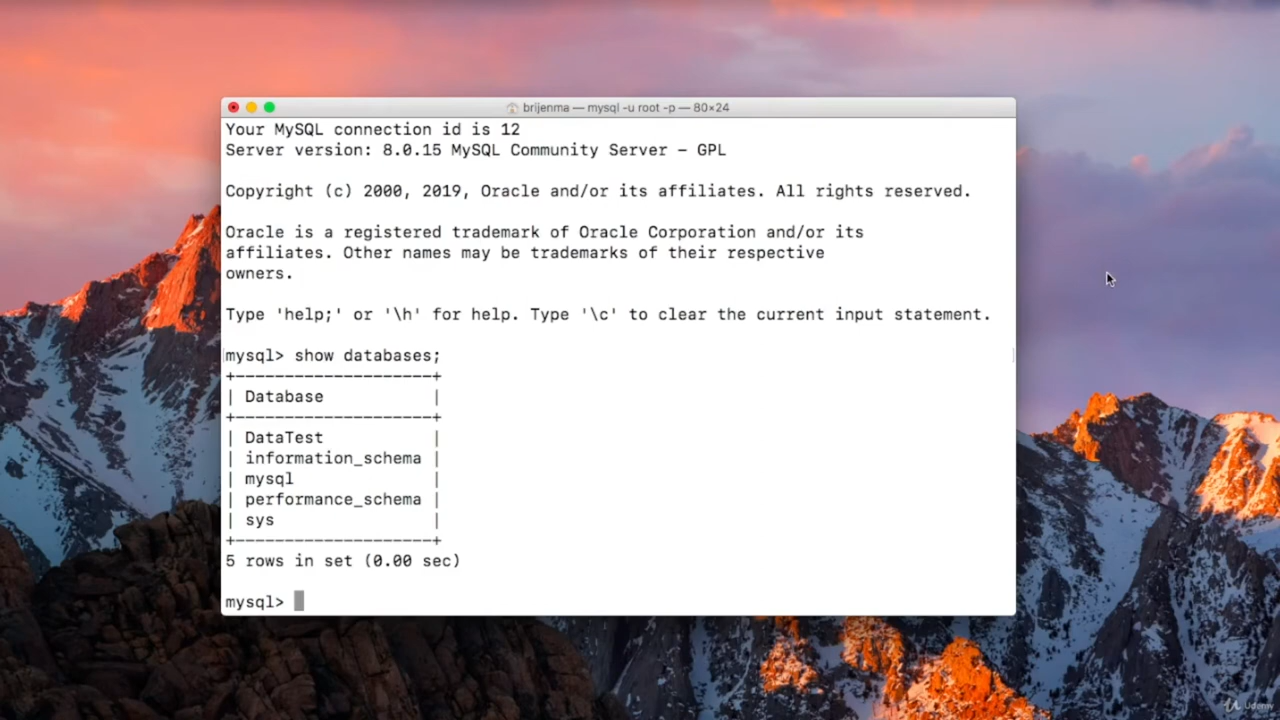 brijenma — mysql -u root -p — 80×24
Your MySQL connection id is 12
Server version: 8.0.15 MySQL Community Server - GPL
Copyright (c) 2000, 2019, Oracle and/or its affiliates. All rights reserved.
Oracle is a registered trademark of Oracle Corporation and/or its
affiliates. Other names may be trademarks of their respective
owners.
Type 'help;' or '\h' for help. Type '\c' to clear the current input statement.
mysql> show databases;
+--------------------+
| Database           |
+--------------------+
| DataTest           |
| information_schema |
| mysql              |
| performance_schema |
| sys                |
+--------------------+
5 rows in set (0.00 sec)
mysql>
Udemy